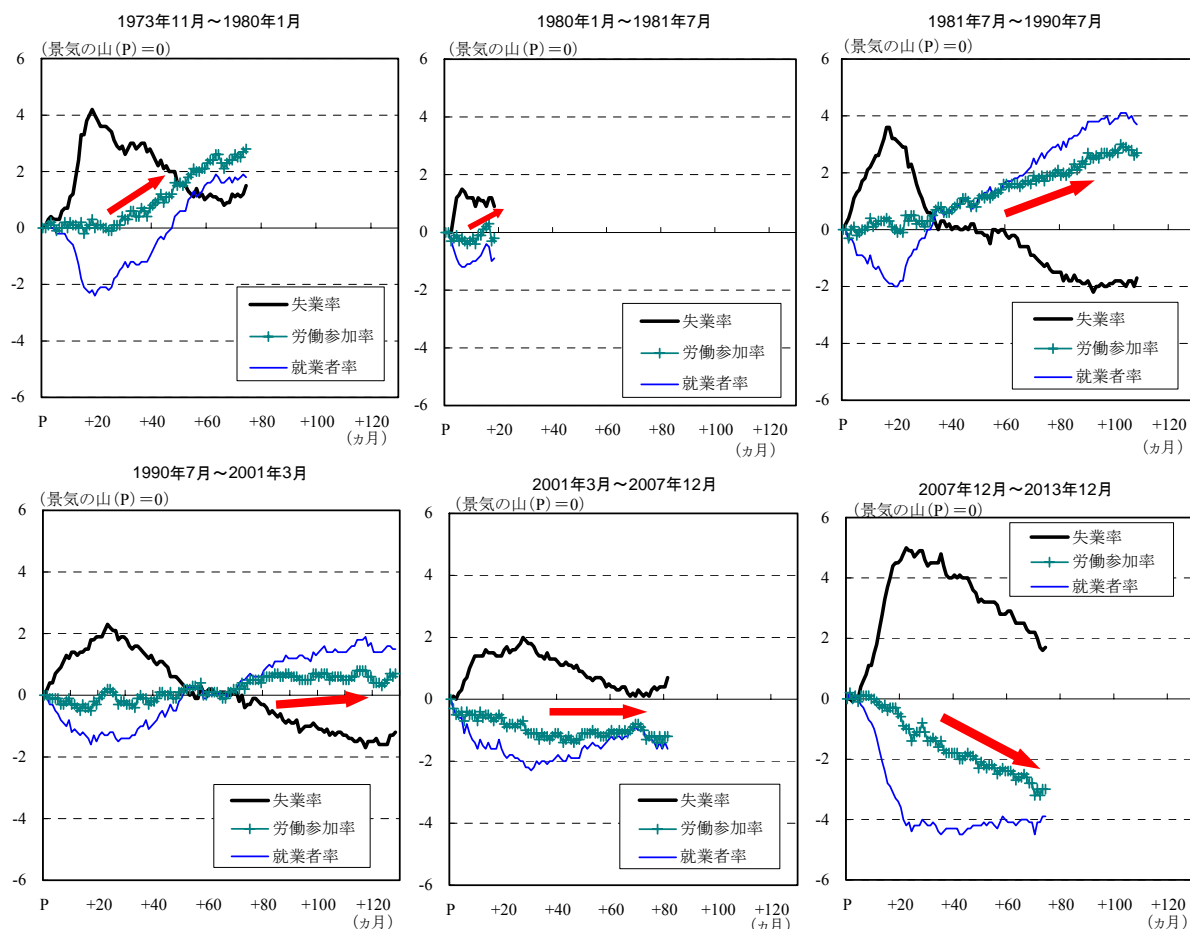 1973年11月～1980年1月
(景気の山(P)＝0)
6
4
2
0
-2
-4
-6
失業率
労働参加率
就業者率
P +20 +40 +60 +80 +100 +120
(ヵ月)
1980年1月～1981年7月
(景気の山(P)＝0)
6
4
2
0
-2
-4
-6
失業率
労働参加率
就業者率
P +20 +40 +60 +80 +100 +120
(ヵ月)
1981年7月～1990年7月
(景気の山(P)＝0)
6
4
2
0
-2
-4
-6
失業率
労働参加率
就業者率
P +20 +40 +60 +80 +100 +120
(ヵ月)
1990年7月～2001年3月
(景気の山(P)＝0)
6
4
2
0
-2
-4
-6
失業率
労働参加率
就業者率
P +20 +40 +60 +80 +100 +120
(ヵ月)
2001年3月～2007年12月
(景気の山(P)＝0)
6
4
2
0
-2
-4
-6
失業率
労働参加率
就業者率
P +20 +40 +60 +80 +100 +120
(ヵ月)
2007年12月～2013年12月
(景気の山(P)＝0)
6
4
2
0
-2
-4
-6
失業率
労働参加率
就業者率
P +20 +40 +60 +80 +100 +120
(ヵ月)